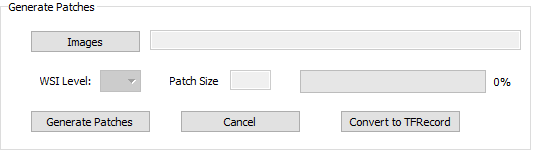 Generate Patches
Images
WSI Level: Patch Size 0%
Generate Patches Cancel Convert to TFRecord